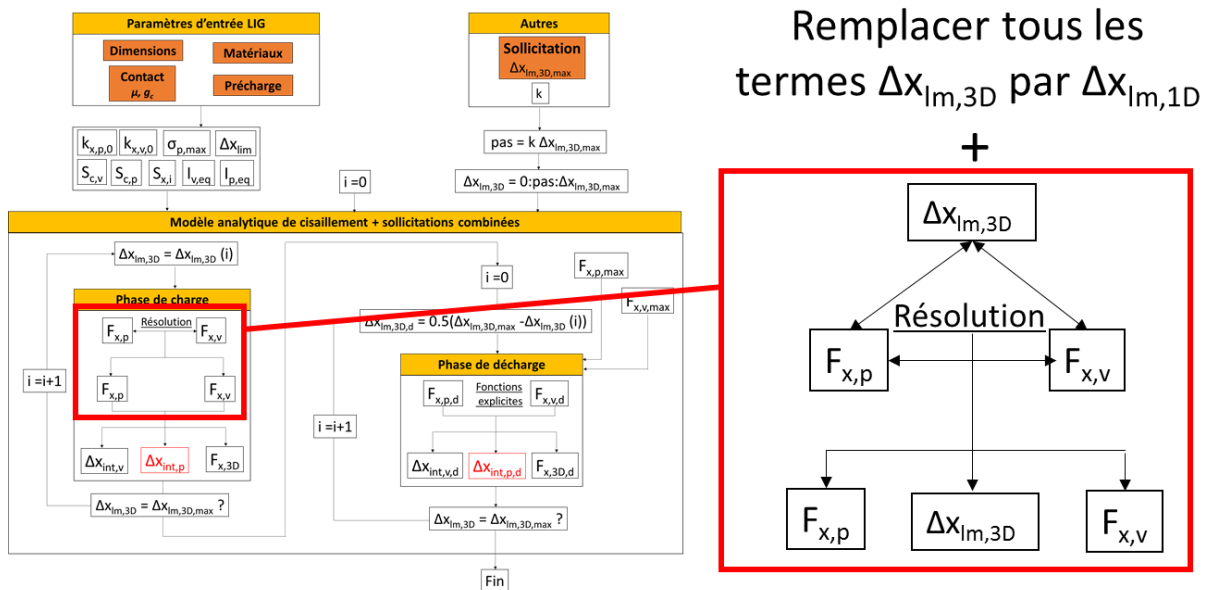 Paramètres d'entrée LIG
Dimensions
Matériaux
Contact
μ, g_c
Précharge
k_x,p,0
k_x,v,0
σ_p,max
Δx_lim
S_c,v
S_c,p
S_x,i
I_v,eq
I_p,eq
Autres
Sollicitation
Δx_lm,3D,max
k
pas = k Δx_lm,3D,max
Δx_lm,3D = 0:pas:Δx_lm,3D,max
i =0
Modèle analytique de cisaillement + sollicitations combinées
Δx_lm,3D = Δx_lm,3D (i)
Phase de charge
Résolution
F_x,p
F_x,v
F_x,p
F_x,v
i =i+1
Δx_int,v
Δx_int,p
F_x,3D
Δx_lm,3D = Δx_lm,3D,max ?
i =0
F_x,p,max
F_x,v,max
Δx_lm,3D,d = 0.5(Δx_lm,3D,max -Δx_lm,3D (i))
Phase de décharge
F_x,p,d
Fonctions
explicites
F_x,v,d
i =i+1
Δx_int,v,d
Δx_int,p,d
F_x,3D,d
Δx_lm,3D = Δx_lm,3D,max ?
Fin
Remplacer tous les
termes Δx_lm,3D par Δx_lm,1D
+
Δx_lm,3D
Résolution
F_x,p
F_x,v
F_x,p
Δx_lm,3D
F_x,v